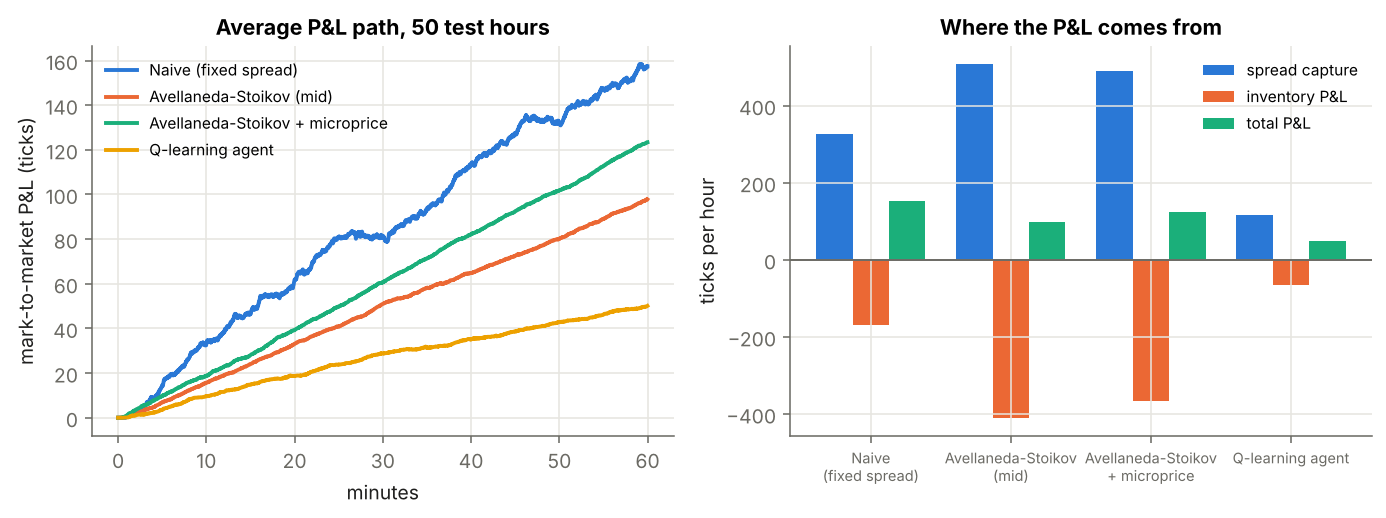 Average P&L path, 50 test hours
mark-to-market P&L (ticks)
160
140
120
100
80
60
40
20
0
Naive (fixed spread)
Avellaneda-Stoikov (mid)
Avellaneda-Stoikov + microprice
Q-learning agent
0 10 20 30 40 50 60
minutes
Where the P&L comes from
ticks per hour
400
200
0
−200
−400
spread capture
inventory P&L
total P&L
Naive
(fixed spread)
Avellaneda-Stoikov
(mid)
Avellaneda-Stoikov
+ microprice
Q-learning agent